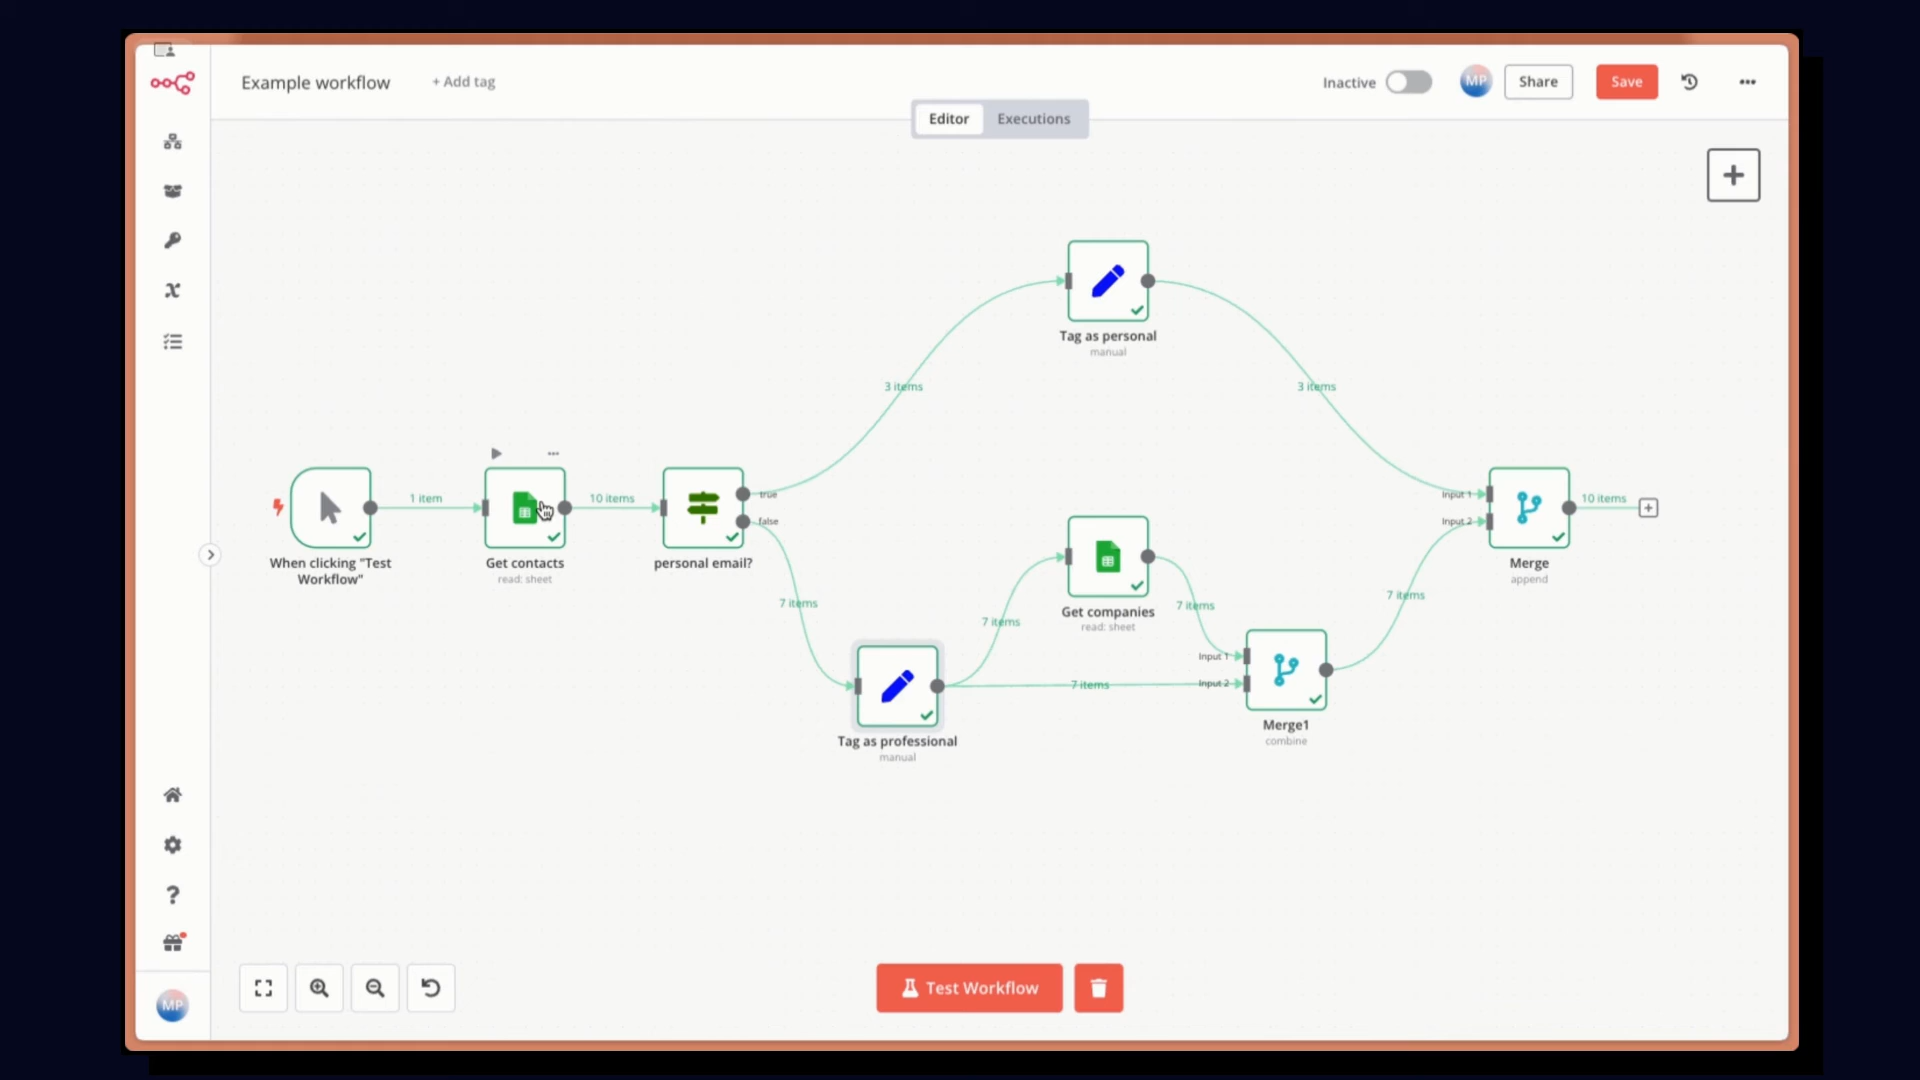 Example workflow
+ Add tag
Inactive
MP
Share
Save
Editor
Executions
Tag as personal
manual
3 items
3 items
1 item
10 items
true
false
Input 1
Input 2
10 items
When clicking "Test
Workflow"
Get contacts
read: sheet
personal email?
Merge
append
7 items
7 items
7 items
7 items
Get companies
read: sheet
Input 1
Input 2
7 items
Tag as professional
manual
Merge1
combine
Test Workflow
MP